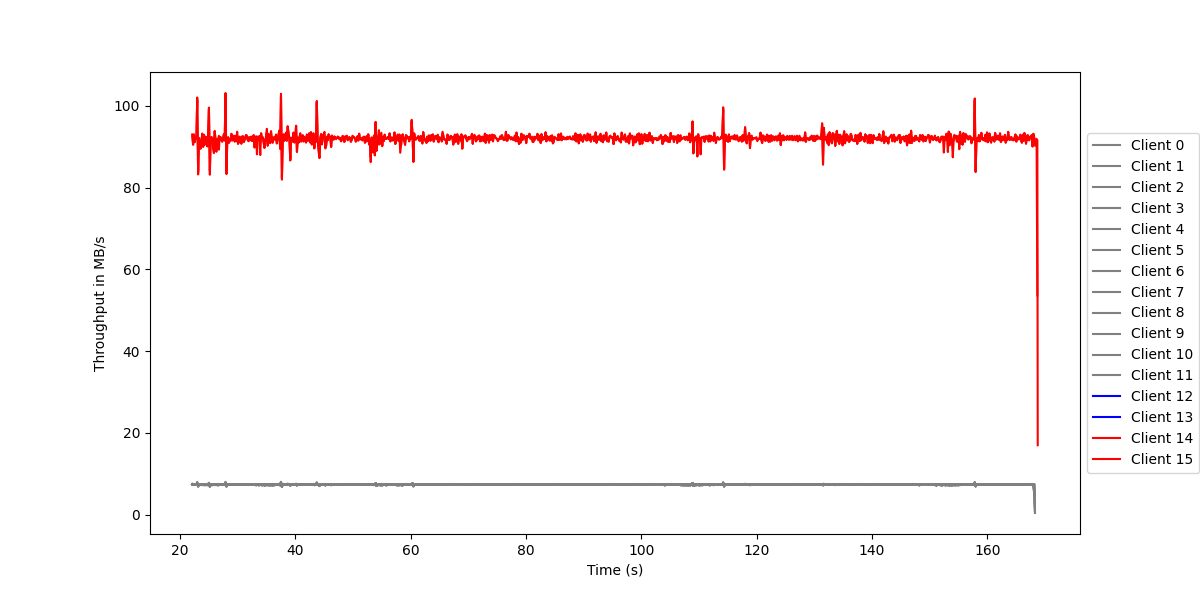 Throughput in MB/s
100
80
60
40
20
0
20 40 60 80 100 120 140 160
Time (s)
Client 0
Client 1
Client 2
Client 3
Client 4
Client 5
Client 6
Client 7
Client 8
Client 9
Client 10
Client 11
Client 12
Client 13
Client 14
Client 15